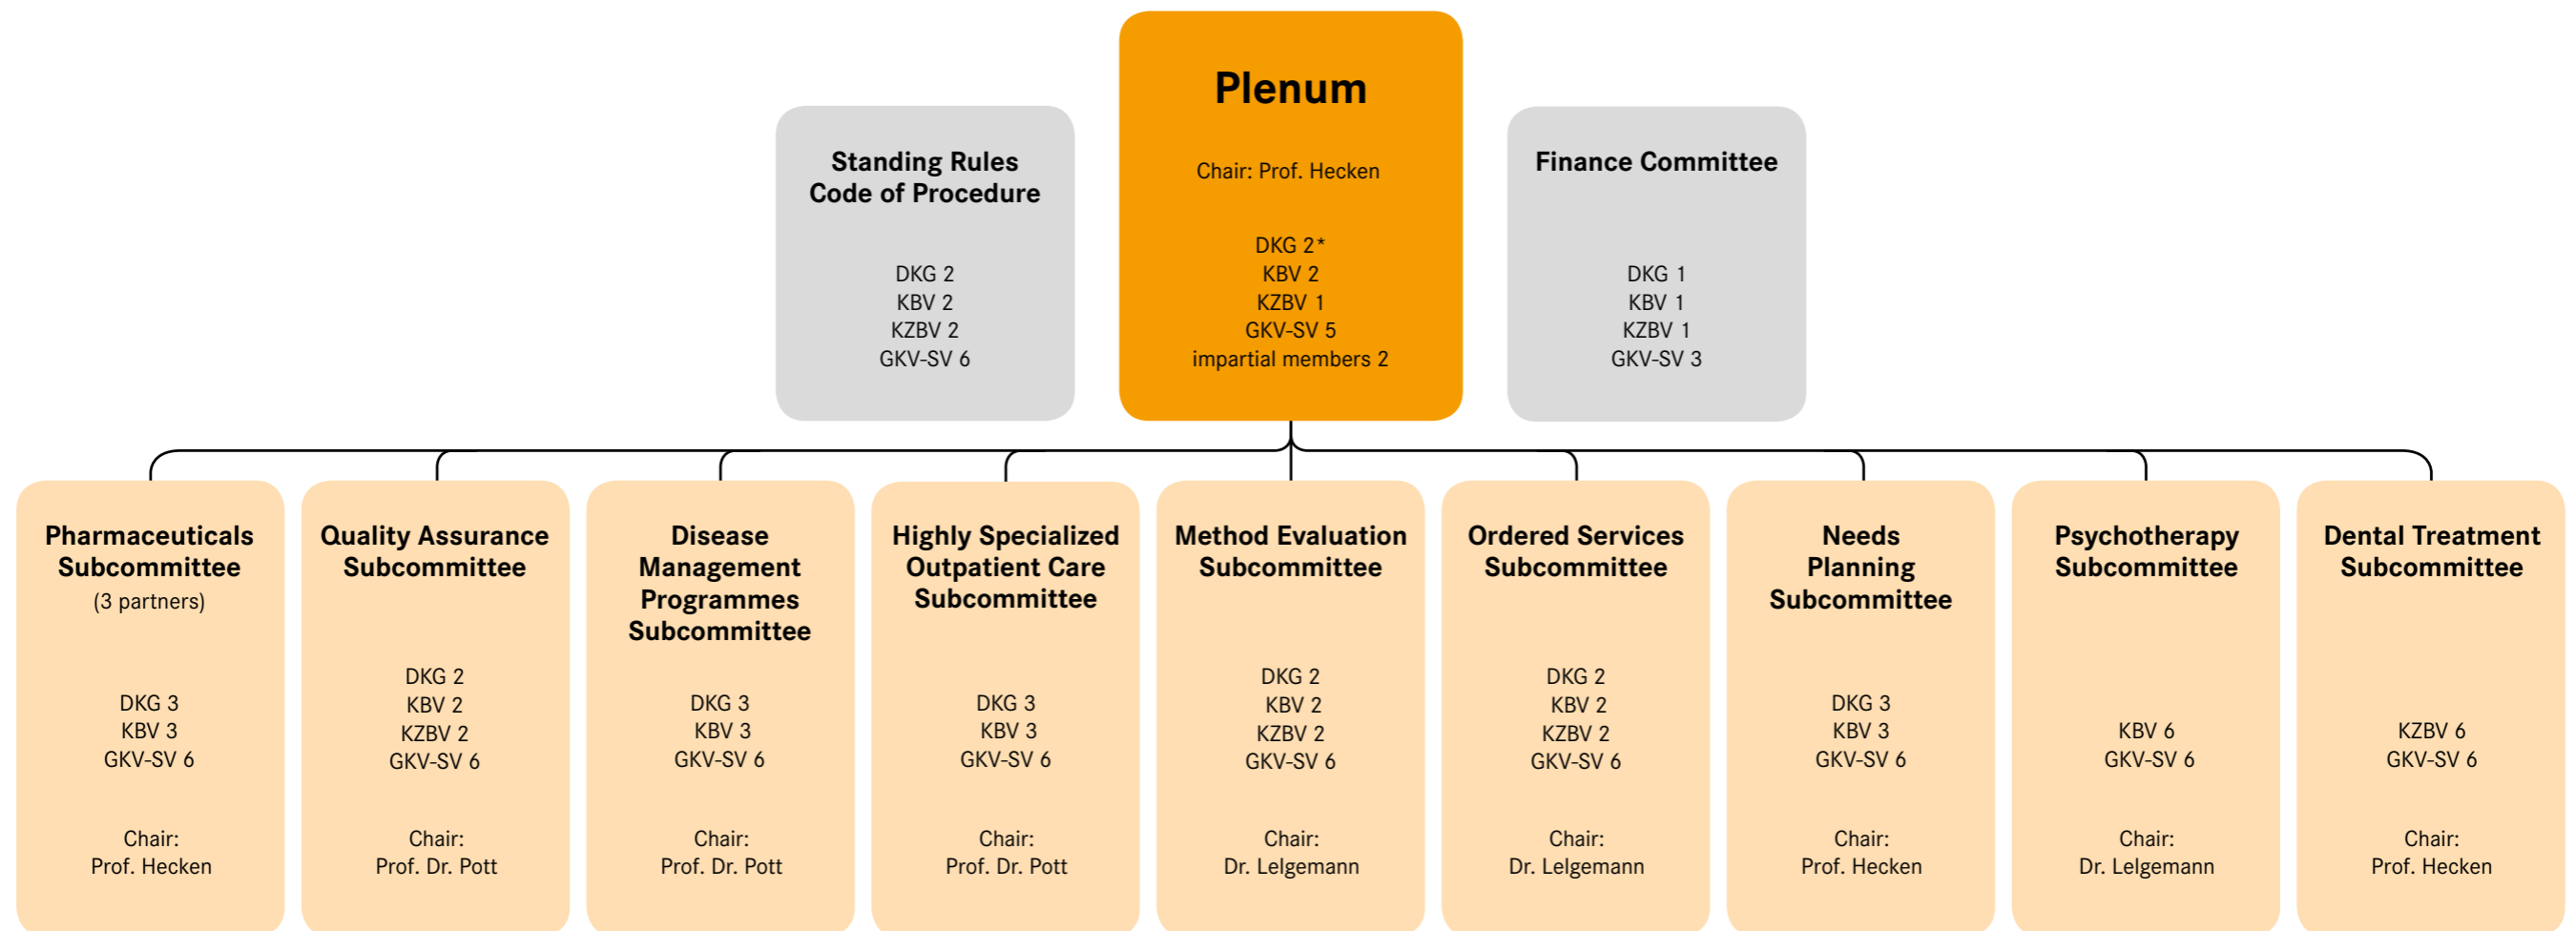 Plenum
Chair: Prof. Hecken
DKG 2*
KBV 2
KZBV 1
GKV-SV 5
impartial members 2
Standing Rules
Code of Procedure
DKG 2
KBV 2
KZBV 2
GKV-SV 6
Finance Committee
DKG 1
KBV 1
KZBV 1
GKV-SV 3
Pharmaceuticals
Subcommittee
(3 partners)
DKG 3
KBV 3
GKV-SV 6
Chair:
Prof. Hecken
Quality Assurance
Subcommittee
DKG 2
KBV 2
KZBV 2
GKV-SV 6
Chair:
Prof. Dr. Pott
Disease
Management
Programmes
Subcommittee
DKG 3
KBV 3
GKV-SV 6
Chair:
Prof. Dr. Pott
Highly Specialized
Outpatient Care
Subcommittee
DKG 3
KBV 3
GKV-SV 6
Chair:
Prof. Dr. Pott
Method Evaluation
Subcommittee
DKG 2
KBV 2
KZBV 2
GKV-SV 6
Chair:
Dr. Lelgemann
Ordered Services
Subcommittee
DKG 2
KBV 2
KZBV 2
GKV-SV 6
Chair:
Dr. Lelgemann
Needs
Planning
Subcommittee
DKG 3
KBV 3
GKV-SV 6
Chair:
Prof. Hecken
Psychotherapy
Subcommittee
KBV 6
GKV-SV 6
Chair:
Dr. Lelgemann
Dental Treatment
Subcommittee
KZBV 6
GKV-SV 6
Chair:
Prof. Hecken